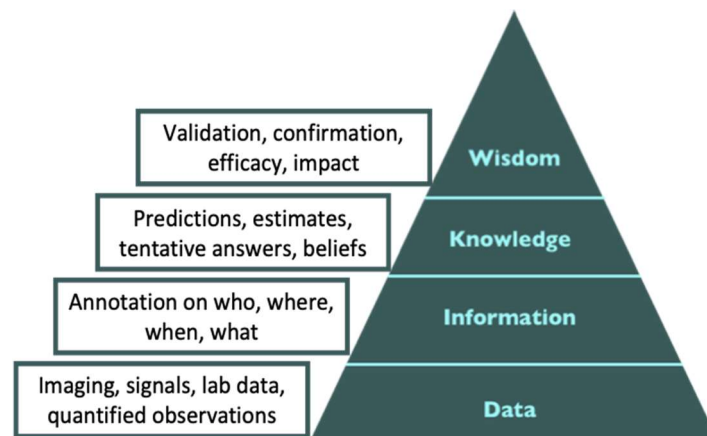 Validation, confirmation,
efficacy, impact
Wisdom
Predictions, estimates,
tentative answers, beliefs
Knowledge
Annotation on who, where,
when, what
Information
Imaging, signals, lab data,
quantified observations
Data